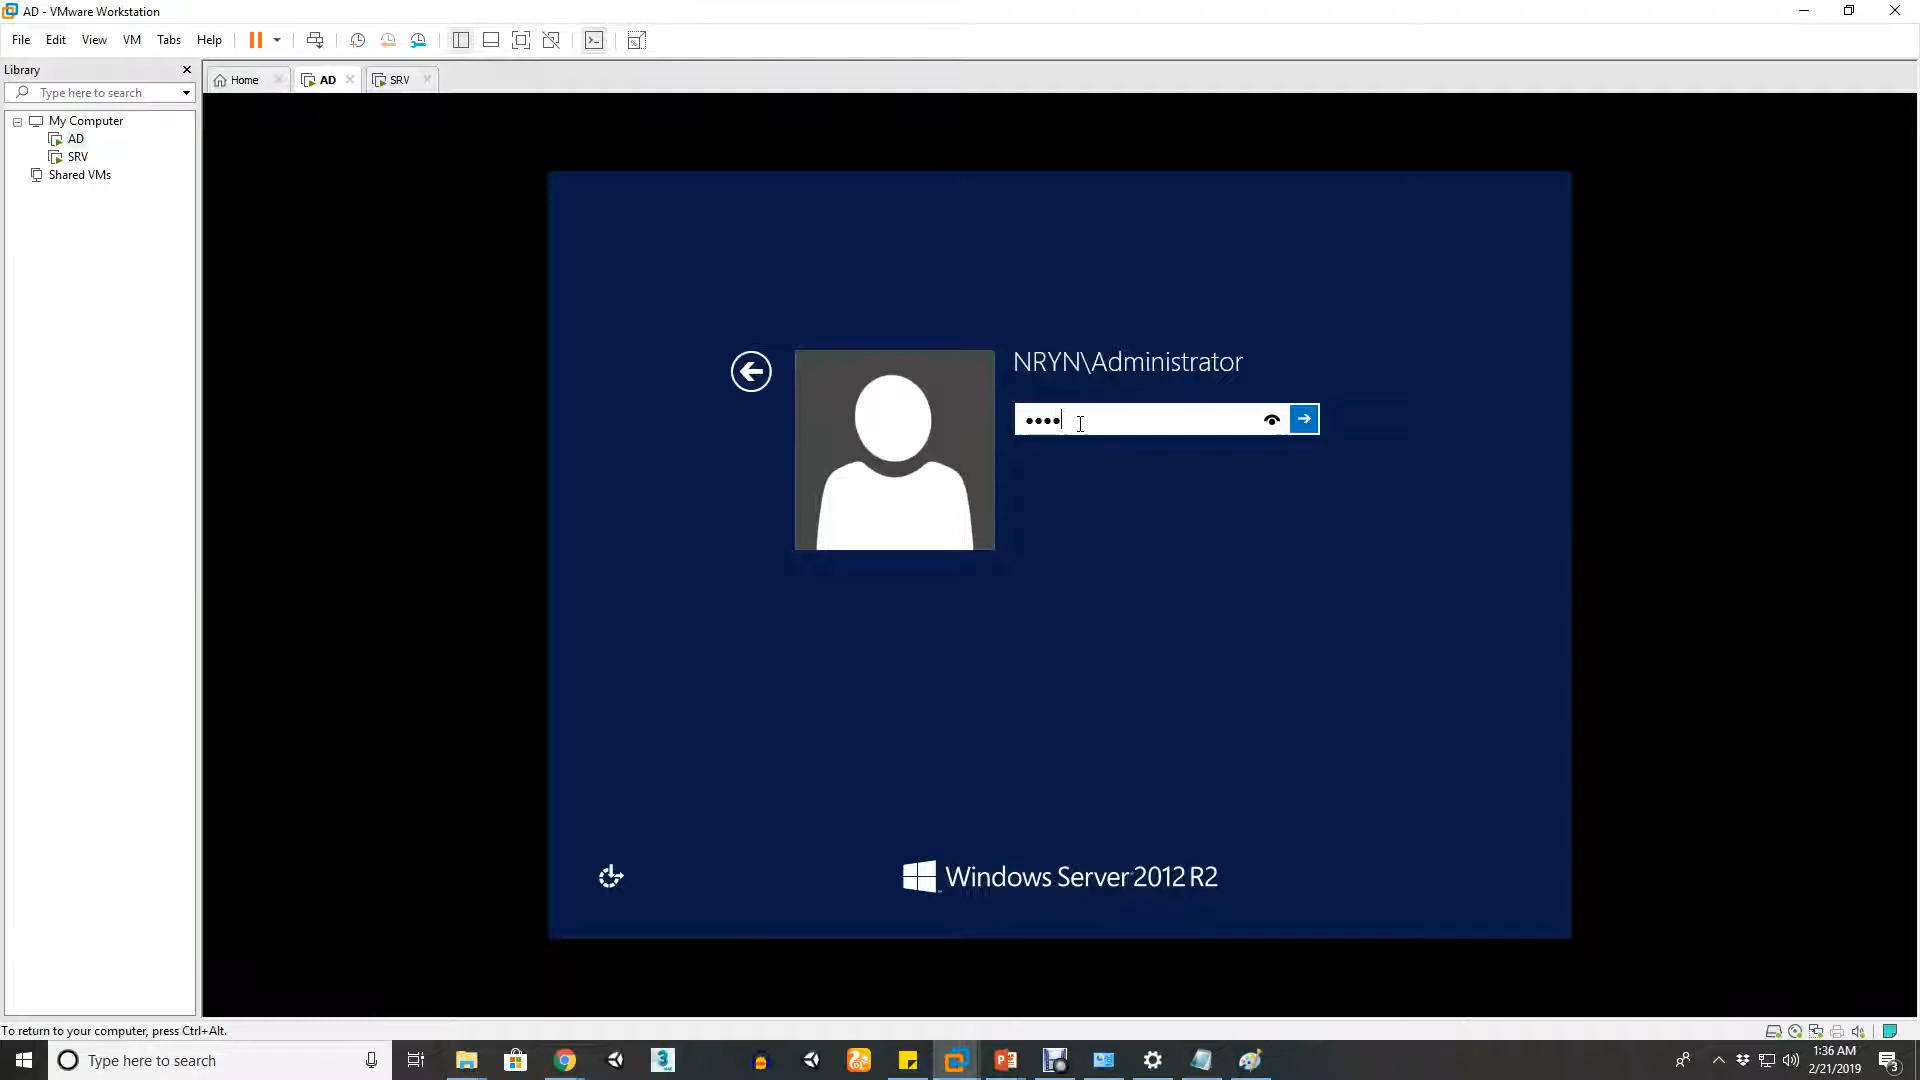 AD - VMware Workstation
File Edit View VM Tabs Help
Library
Home AD SRV
Type here to search
My Computer
AD
SRV
Shared VMs
NRYN\Administrator
••••
Windows Server 2012 R2
To return to your computer, press Ctrl+Alt.
Type here to search
1:36 AM
2/21/2019
3